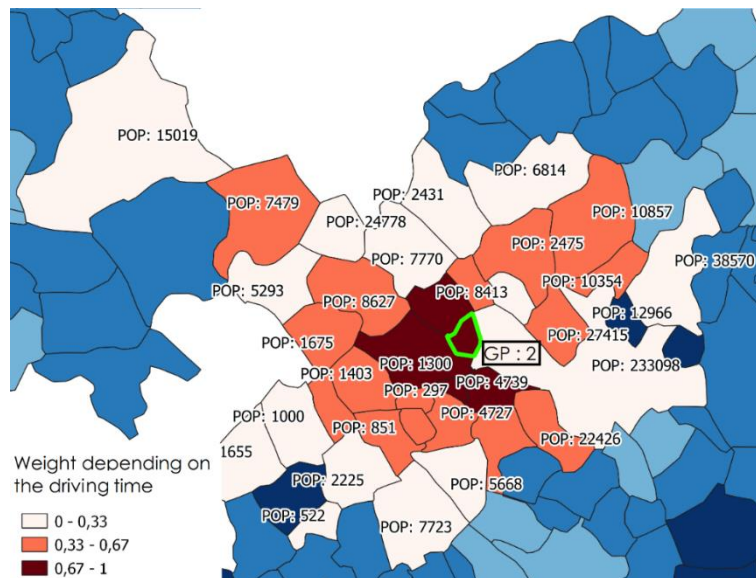 POP: 15019
POP: 6814
POP: 2431
POP: 7479
POP: 10857
POP: 24778
POP: 2475
POP: 7770
POP: 38570
POP: 10354
POP: 8413
POP: 5293
POP: 8627
POP: 12966
POP: 27415
POP: 1675
GP : 2
POP: 1300
POP: 233098
POP: 1403
POP: 4739
POP: 297
POP: 1000
POP: 4727
POP: 851
POP: 22426
1655
POP: 2225
POP: 5668
POP: 522
POP: 7723
Weight depending on
the driving time
0 - 0,33
0,33 - 0,67
0,67 - 1